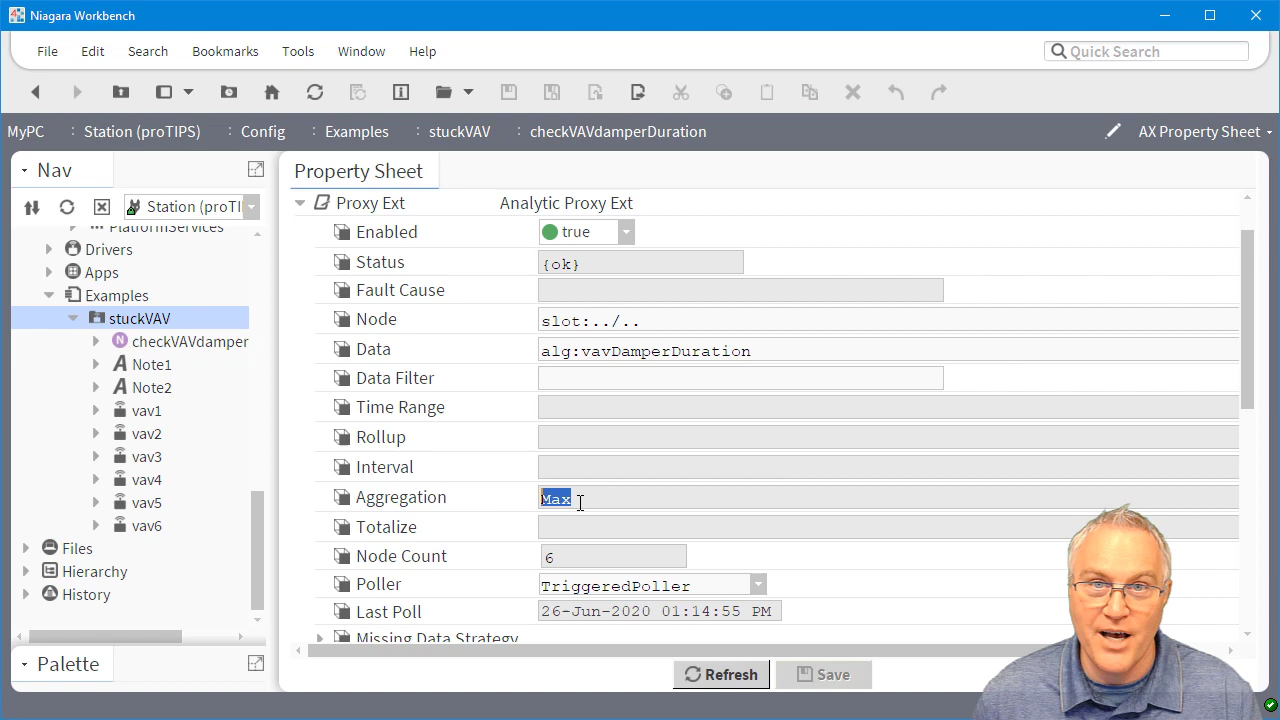 Niagara Workbench
File Edit Search Bookmarks Tools Window Help
Quick Search
MyPC : Station (proTIPS) : Config : Examples : stuckVAV : checkVAVdamperDuration
AX Property Sheet
Nav
Station (proTI
PlatformServices
Drivers
Apps
Examples
stuckVAV
N checkVAVdamper
A Note1
A Note2
vav1
vav2
vav3
vav4
vav5
vav6
Files
Hierarchy
History
Palette
Property Sheet
Proxy Ext Analytic Proxy Ext
Enabled true
Status {ok}
Fault Cause
Node slot:../..
Data alg:vavDamperDuration
Data Filter
Time Range
Rollup
Interval
Aggregation Max
Totalize
Node Count 6
Poller TriggeredPoller
Last Poll 26-Jun-2020 01:14:55 PM
Missing Data Strategy
Refresh Save